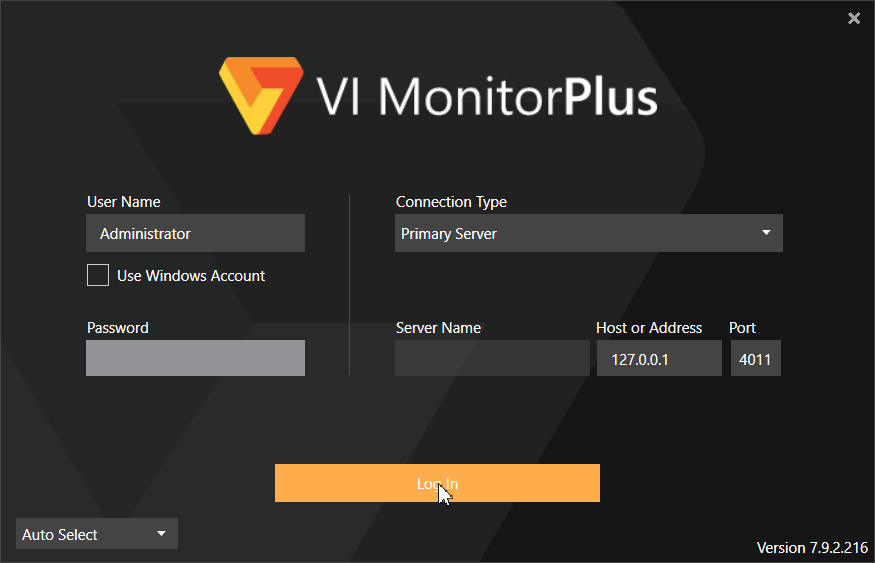 VI MonitorPlus
User Name
Connection Type
Administrator
Primary Server
Use Windows Account
Password
Server Name
Host or Address
Port
127.0.0.1
4011
Log In
Auto Select
Version 7.9.2.216